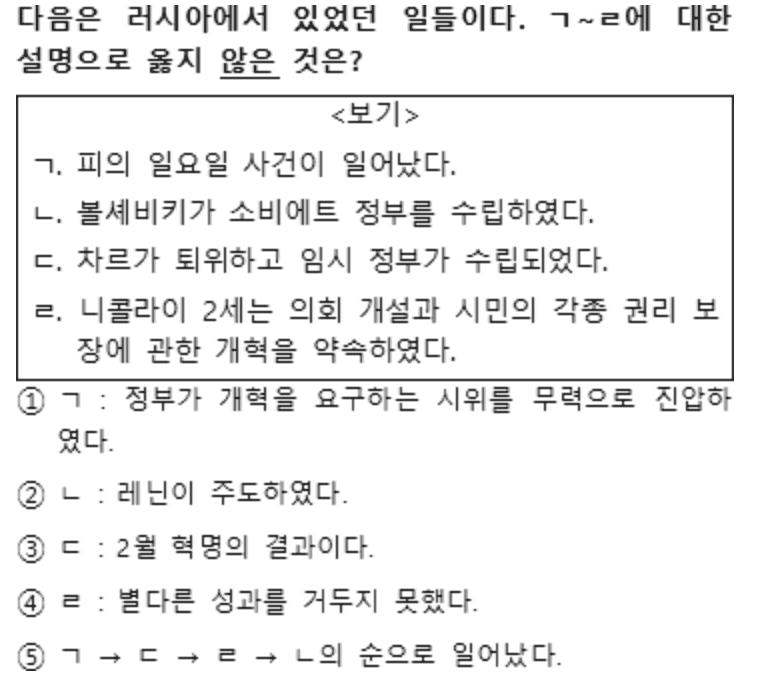 다음은 러시아에서 있었던 일들이다. ㄱ~ㄹ에 대한
설명으로 옳지 않은 것은?
<보기>
ㄱ. 피의 일요일 사건이 일어났다.
ㄴ. 볼셰비키가 소비에트 정부를 수립하였다.
ㄷ. 차르가 퇴위하고 임시 정부가 수립되었다.
ㄹ. 니콜라이 2세는 의회 개설과 시민의 각종 권리 보
장에 관한 개혁을 약속하였다.
① ㄱ : 정부가 개혁을 요구하는 시위를 무력으로 진압하
였다.
② ㄴ : 레닌이 주도하였다.
③ ㄷ : 2월 혁명의 결과이다.
④ ㄹ : 별다른 성과를 거두지 못했다.
⑤ ㄱ → ㄷ → ㄹ → ㄴ의 순으로 일어났다.